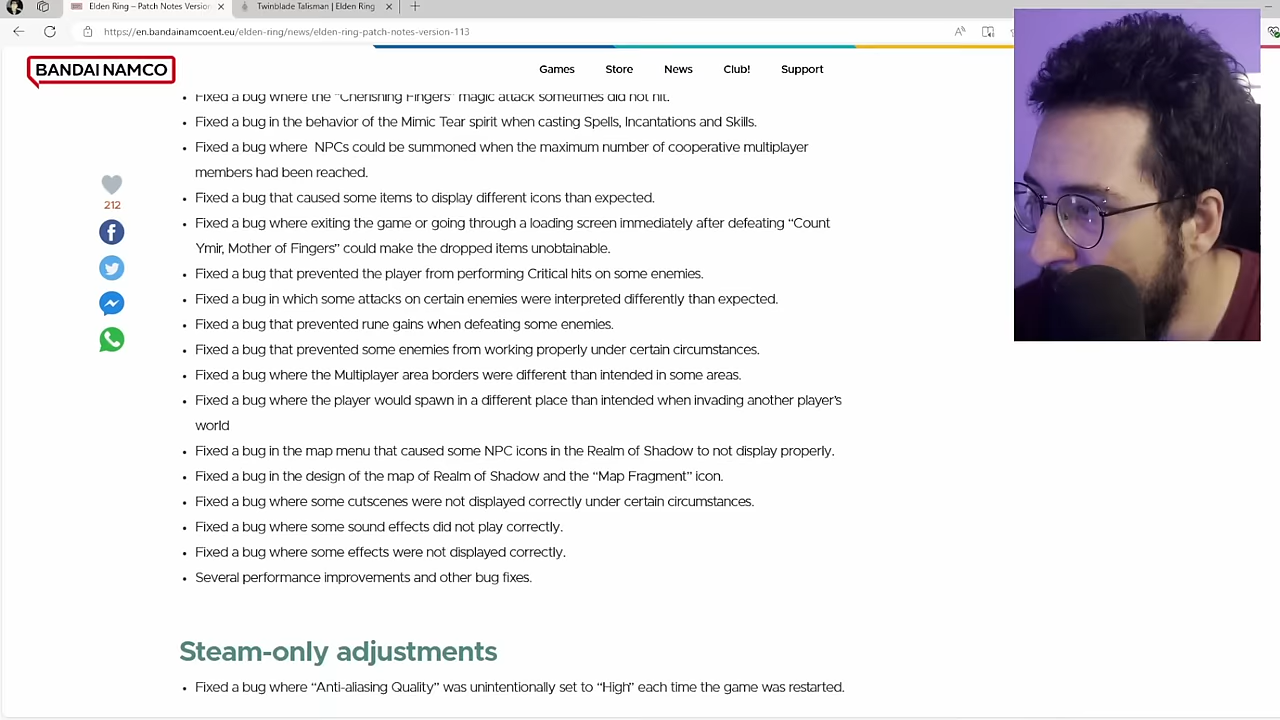 Elden Ring – Patch Notes Version
Twinblade Talisman | Elden Ring
https://en.bandainamcoent.eu/elden-ring/news/elden-ring-patch-notes-version-113
BANDAI NAMCO
Games Store News Club! Support
• Fixed a bug where the “Cherishing Fingers” magic attack sometimes did not hit.
• Fixed a bug in the behavior of the Mimic Tear spirit when casting Spells, Incantations and Skills.
• Fixed a bug where NPCs could be summoned when the maximum number of cooperative multiplayer
members had been reached.
• Fixed a bug that caused some items to display different icons than expected.
212
• Fixed a bug where exiting the game or going through a loading screen immediately after defeating “Count
Ymir, Mother of Fingers” could make the dropped items unobtainable.
• Fixed a bug that prevented the player from performing Critical hits on some enemies.
• Fixed a bug in which some attacks on certain enemies were interpreted differently than expected.
• Fixed a bug that prevented rune gains when defeating some enemies.
• Fixed a bug that prevented some enemies from working properly under certain circumstances.
• Fixed a bug where the Multiplayer area borders were different than intended in some areas.
• Fixed a bug where the player would spawn in a different place than intended when invading another player’s
world
• Fixed a bug in the map menu that caused some NPC icons in the Realm of Shadow to not display properly.
• Fixed a bug in the design of the map of Realm of Shadow and the “Map Fragment” icon.
• Fixed a bug where some cutscenes were not displayed correctly under certain circumstances.
• Fixed a bug where some sound effects did not play correctly.
• Fixed a bug where some effects were not displayed correctly.
• Several performance improvements and other bug fixes.
Steam-only adjustments
• Fixed a bug where “Anti-aliasing Quality” was unintentionally set to “High” each time the game was restarted.